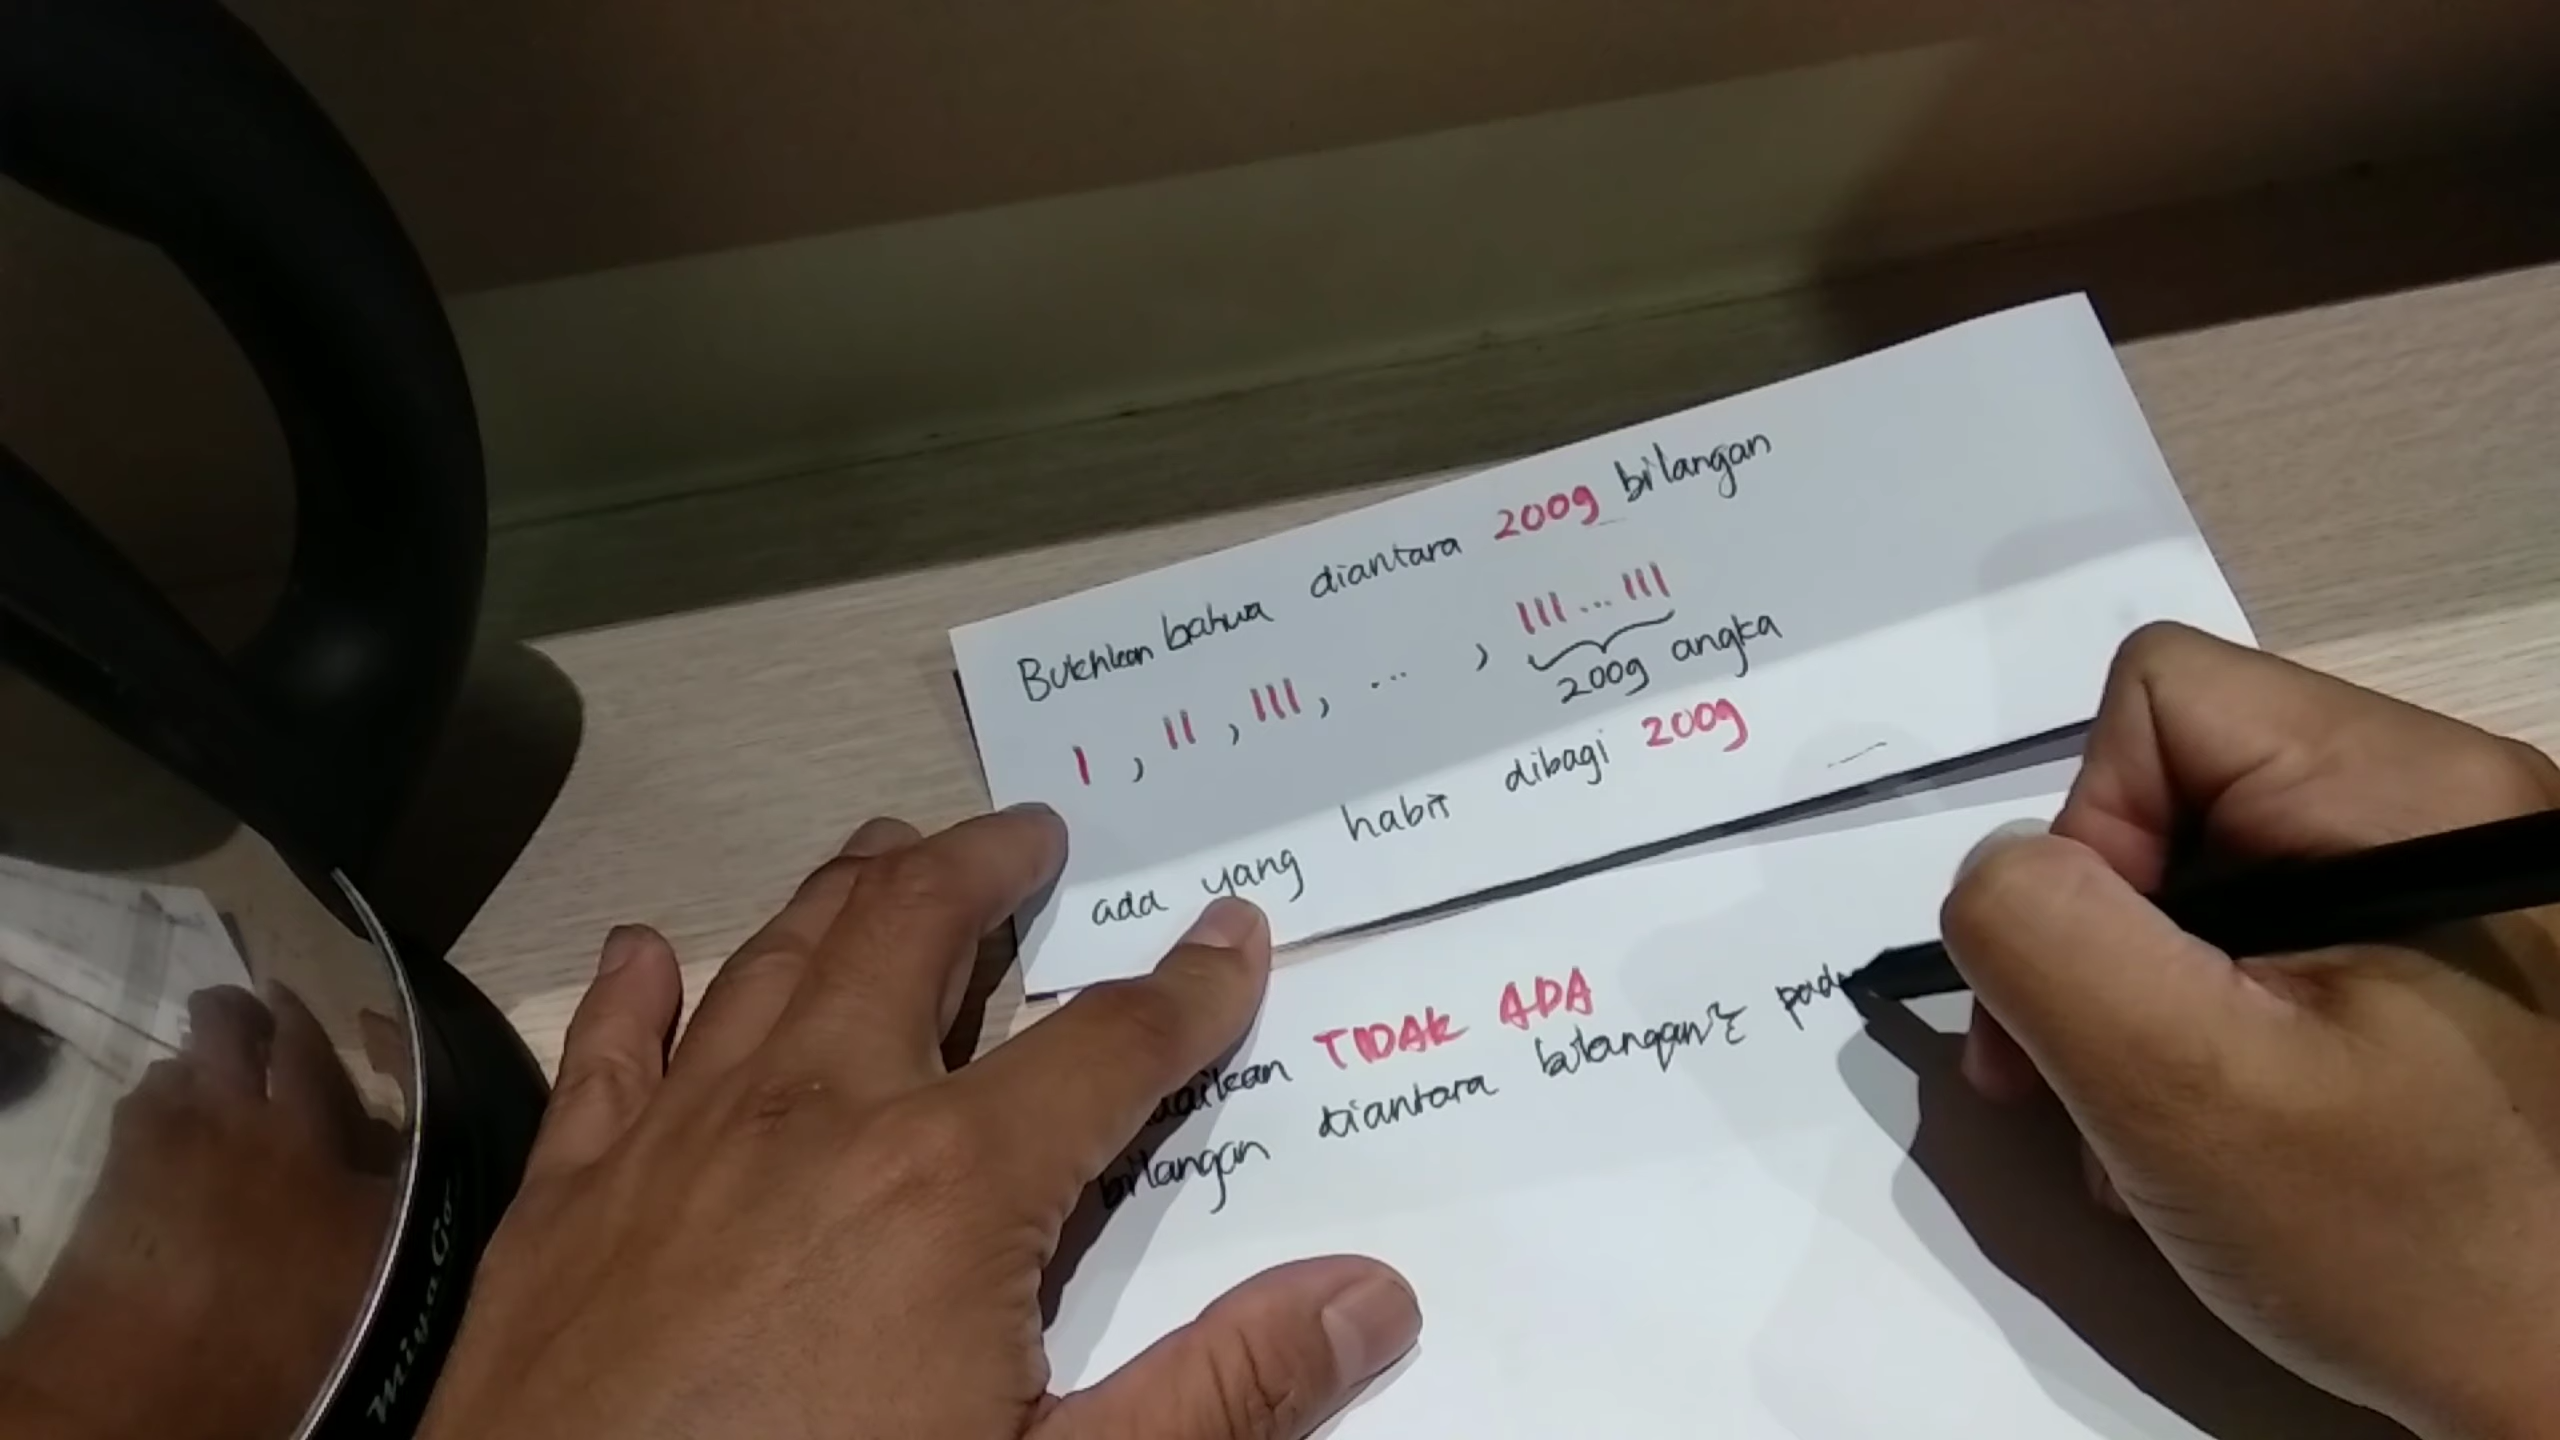 Buktikan bahwa diantara 2009 bilangan
1 , 11 , 111 , ... , 111...111
2009 angka
ada yang habis dibagi 2009
TIDAK ADA
bilangan diantara bilangan² pada
MiyaCo